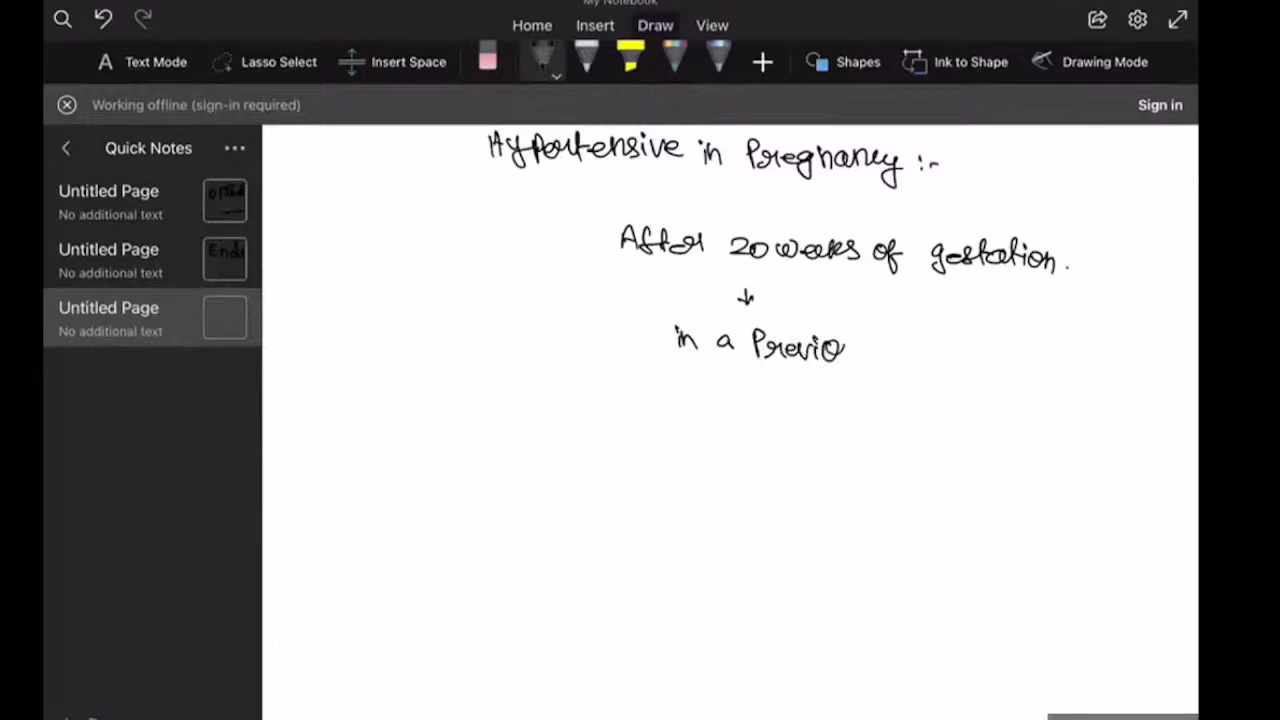 My Notebook
Home Insert Draw View
Text Mode Lasso Select Insert Space Shapes Ink to Shape Drawing Mode
Working offline (sign-in required) Sign in
Quick Notes
Untitled Page
No additional text
Untitled Page
No additional text
Untitled Page
No additional text
Hypertensive in Pregnancy :-
After 20 weeks of gestation.
in a Previo